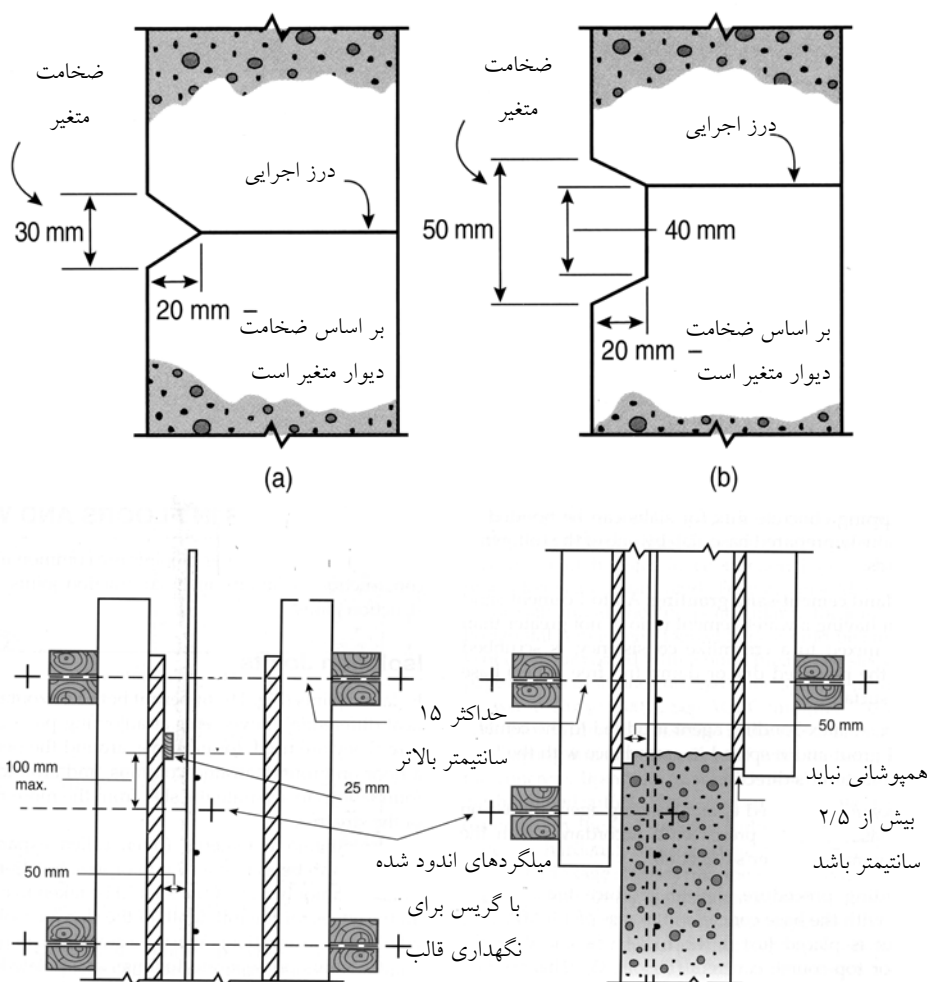 ضخامت
متغیر
درز اجرایی
30 mm
20 mm –
بر اساس ضخامت
دیوار متغیر است
(a)
ضخامت
متغیر
درز اجرایی
50 mm
40 mm
20 mm –
بر اساس ضخامت
دیوار متغیر است
(b)
100 mm
max.
25 mm
50 mm
حداکثر ۱۵
سانتیمتر بالاتر
میلگردهای اندود شده
با گریس برای
نگهداری قالب
50 mm
همپوشانی نباید
بیش از ۲/۵
سانتیمتر باشد